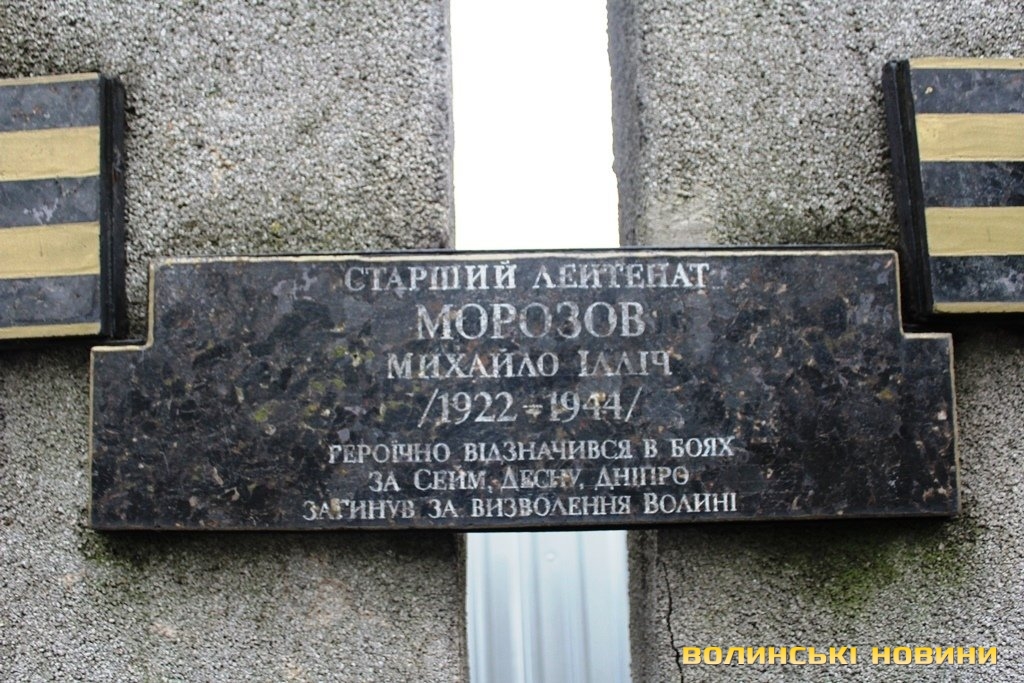 СТАРШИЙ ЛЕЙТЕНАТ
МОРОЗОВ
МИХАЙЛО ІЛЛІЧ
/1922-1944/
ГЕРОЇЧНО ВІДЗНАЧИВСЯ В БОЯХ
ЗА СЕЙМ, ДЕСНУ, ДНІПРО
ЗАГИНУВ ЗА ВИЗВОЛЕННЯ ВОЛИНІ
ВОЛИНСЬКІ НОВИНИ